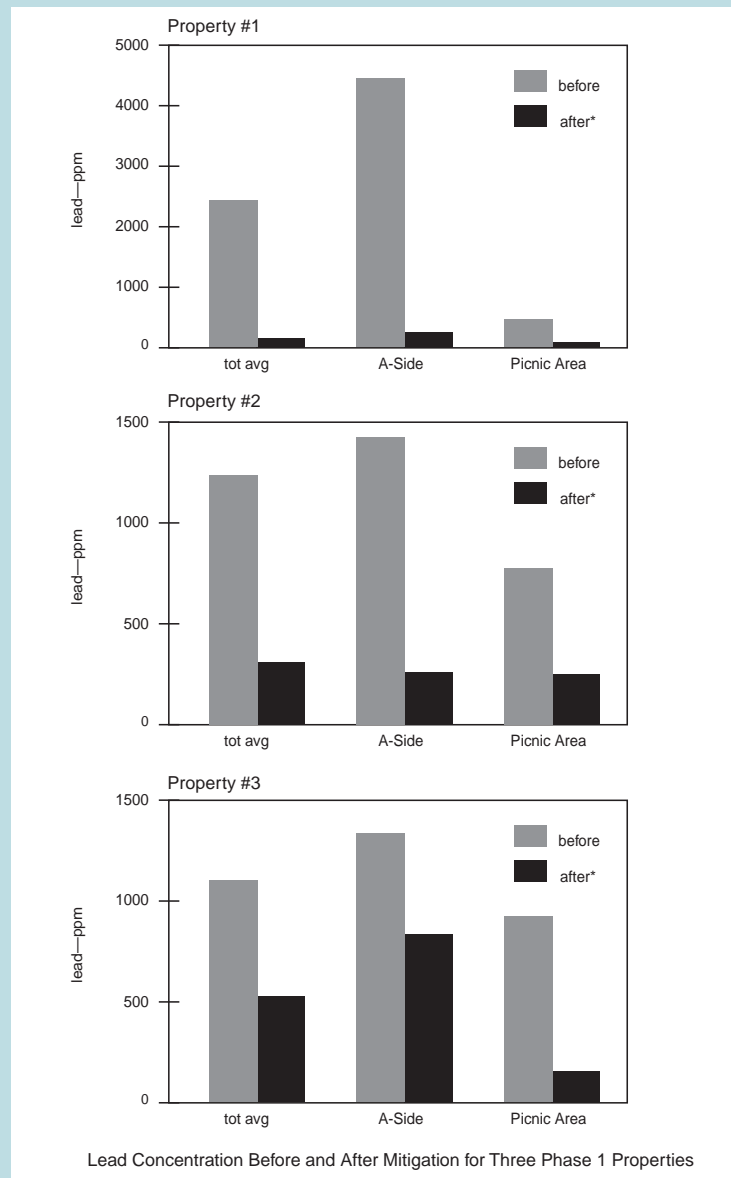 Property #1
5000
4000
3000
2000
1000
0
lead—ppm
before
after*
tot avg A-Side Picnic Area
Property #2
1500
1000
500
0
lead—ppm
before
after*
tot avg A-Side Picnic Area
Property #3
1500
1000
500
0
lead—ppm
before
after*
tot avg A-Side Picnic Area
Lead Concentration Before and After Mitigation for Three Phase 1 Properties